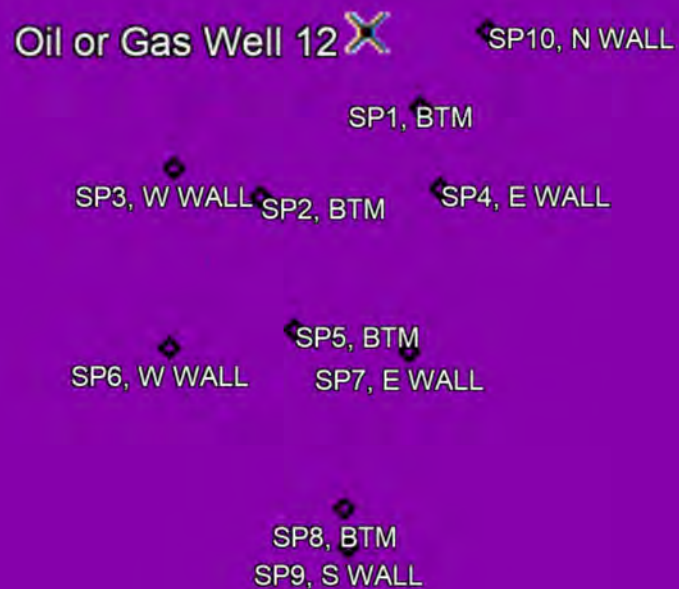 Oil or Gas Well 12
SP10, N WALL
SP1, BTM
SP3, W WALL
SP2, BTM
SP4, E WALL
SP5, BTM
SP6, W WALL
SP7, E WALL
SP8, BTM
SP9, S WALL